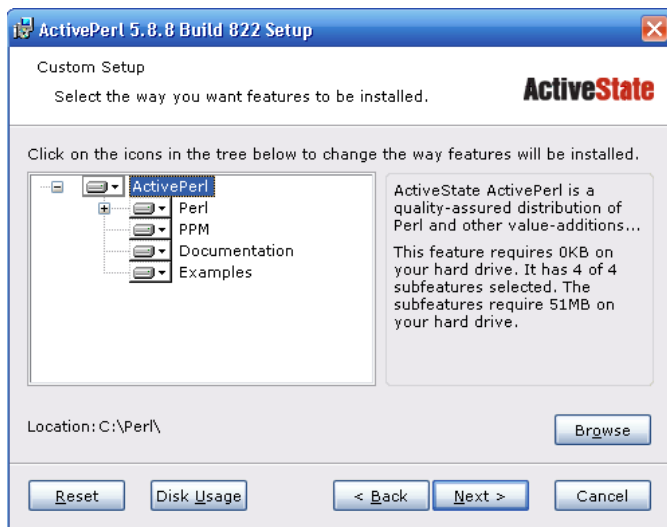 ActivePerl 5.8.8 Build 822 Setup
Custom Setup
Select the way you want features to be installed.
ActiveState
Click on the icons in the tree below to change the way features will be installed.
ActivePerl
Perl
PPM
Documentation
Examples
ActiveState ActivePerl is a
quality-assured distribution of
Perl and other value-additions...
This feature requires 0KB on
your hard drive. It has 4 of 4
subfeatures selected. The
subfeatures require 51MB on
your hard drive.
Location: C:\Perl\
Browse
Reset
Disk Usage
< Back
Next >
Cancel